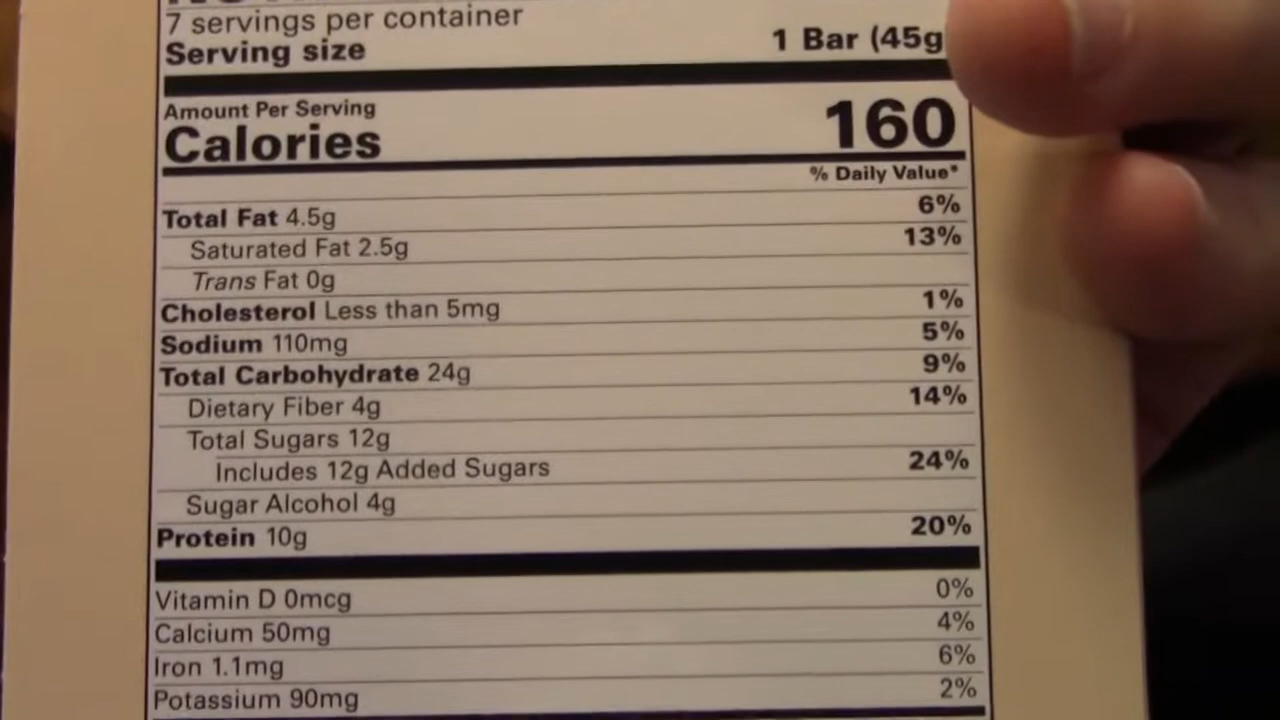 7 servings per container
Serving size 1 Bar (45g
Amount Per Serving
Calories 160
% Daily Value*
Total Fat 4.5g 6%
Saturated Fat 2.5g 13%
Trans Fat 0g
Cholesterol Less than 5mg 1%
Sodium 110mg 5%
Total Carbohydrate 24g 9%
Dietary Fiber 4g 14%
Total Sugars 12g
Includes 12g Added Sugars 24%
Sugar Alcohol 4g
Protein 10g 20%
Vitamin D 0mcg 0%
Calcium 50mg 4%
Iron 1.1mg 6%
Potassium 90mg 2%